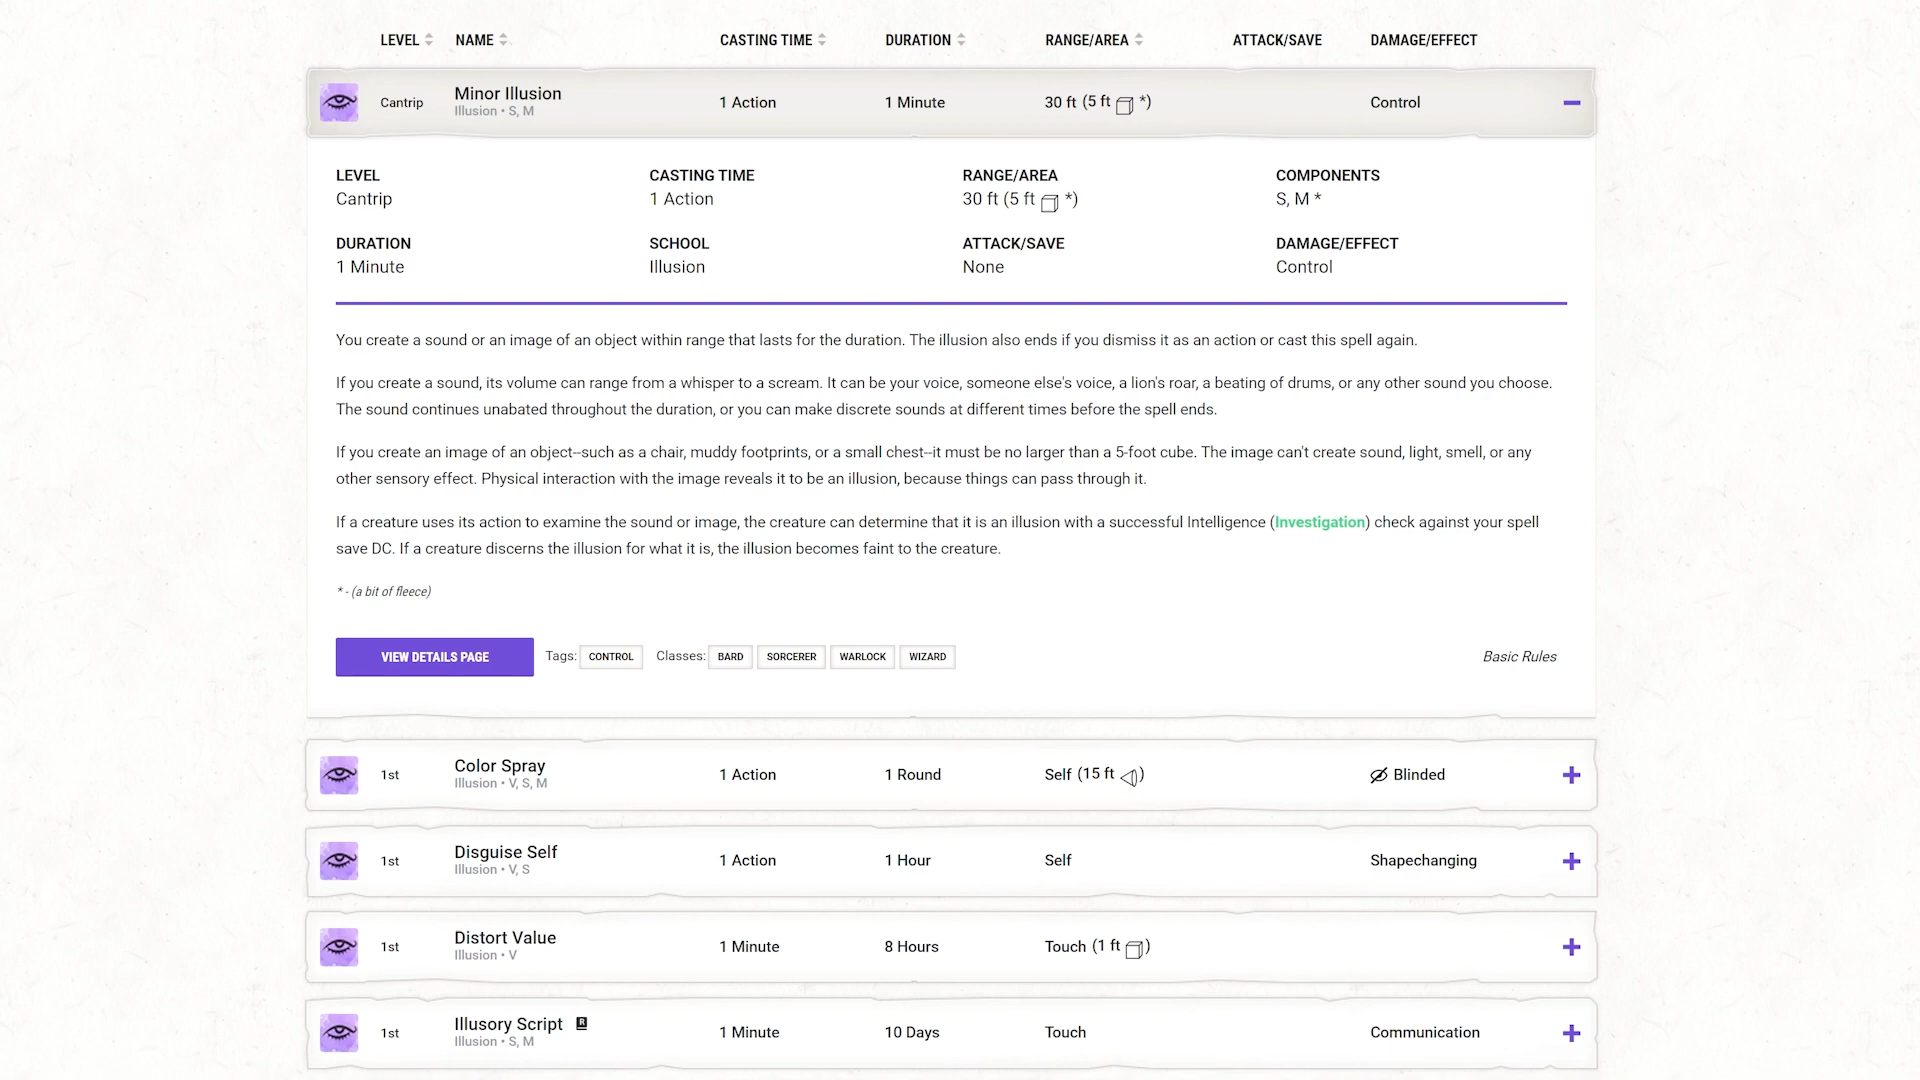 LEVEL NAME CASTING TIME DURATION RANGE/AREA ATTACK/SAVE DAMAGE/EFFECT
Cantrip Minor Illusion 1 Action 1 Minute 30 ft (5 ft *) Control
Illusion • S, M
LEVEL CASTING TIME RANGE/AREA COMPONENTS
Cantrip 1 Action 30 ft (5 ft *) S, M *
DURATION SCHOOL ATTACK/SAVE DAMAGE/EFFECT
1 Minute Illusion None Control
You create a sound or an image of an object within range that lasts for the duration. The illusion also ends if you dismiss it as an action or cast this spell again.
If you create a sound, its volume can range from a whisper to a scream. It can be your voice, someone else's voice, a lion's roar, a beating of drums, or any other sound you choose.
The sound continues unabated throughout the duration, or you can make discrete sounds at different times before the spell ends.
If you create an image of an object--such as a chair, muddy footprints, or a small chest--it must be no larger than a 5-foot cube. The image can't create sound, light, smell, or any
other sensory effect. Physical interaction with the image reveals it to be an illusion, because things can pass through it.
If a creature uses its action to examine the sound or image, the creature can determine that it is an illusion with a successful Intelligence (Investigation) check against your spell
save DC. If a creature discerns the illusion for what it is, the illusion becomes faint to the creature.
* - (a bit of fleece)
VIEW DETAILS PAGE Tags: CONTROL Classes: BARD SORCERER WARLOCK WIZARD Basic Rules
1st Color Spray 1 Action 1 Round Self (15 ft ) Blinded
Illusion • V, S, M
1st Disguise Self 1 Action 1 Hour Self Shapechanging
Illusion • V, S
1st Distort Value 1 Minute 8 Hours Touch (1 ft )
Illusion • V
1st Illusory Script R 1 Minute 10 Days Touch Communication
Illusion • S, M